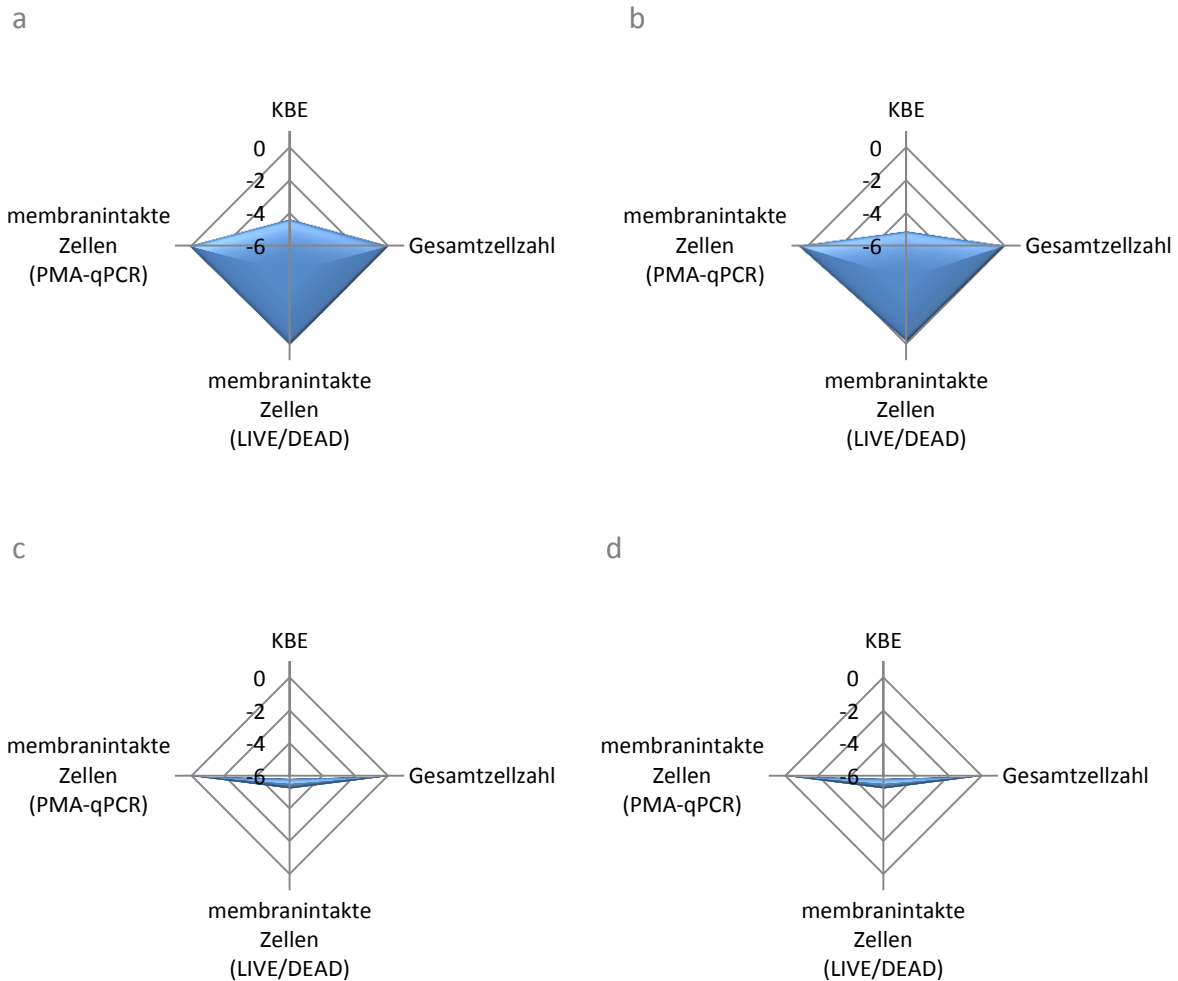 a
KBE
0
-2
-4
-6
membranintakte
Zellen
(PMA-qPCR)
Gesamtzellzahl
membranintakte
Zellen
(LIVE/DEAD)
b
KBE
0
-2
-4
-6
membranintakte
Zellen
(PMA-qPCR)
Gesamtzellzahl
membranintakte
Zellen
(LIVE/DEAD)
c
KBE
0
-2
-4
-6
membranintakte
Zellen
(PMA-qPCR)
Gesamtzellzahl
membranintakte
Zellen
(LIVE/DEAD)
d
KBE
0
-2
-4
-6
membranintakte
Zellen
(PMA-qPCR)
Gesamtzellzahl
membranintakte
Zellen
(LIVE/DEAD)